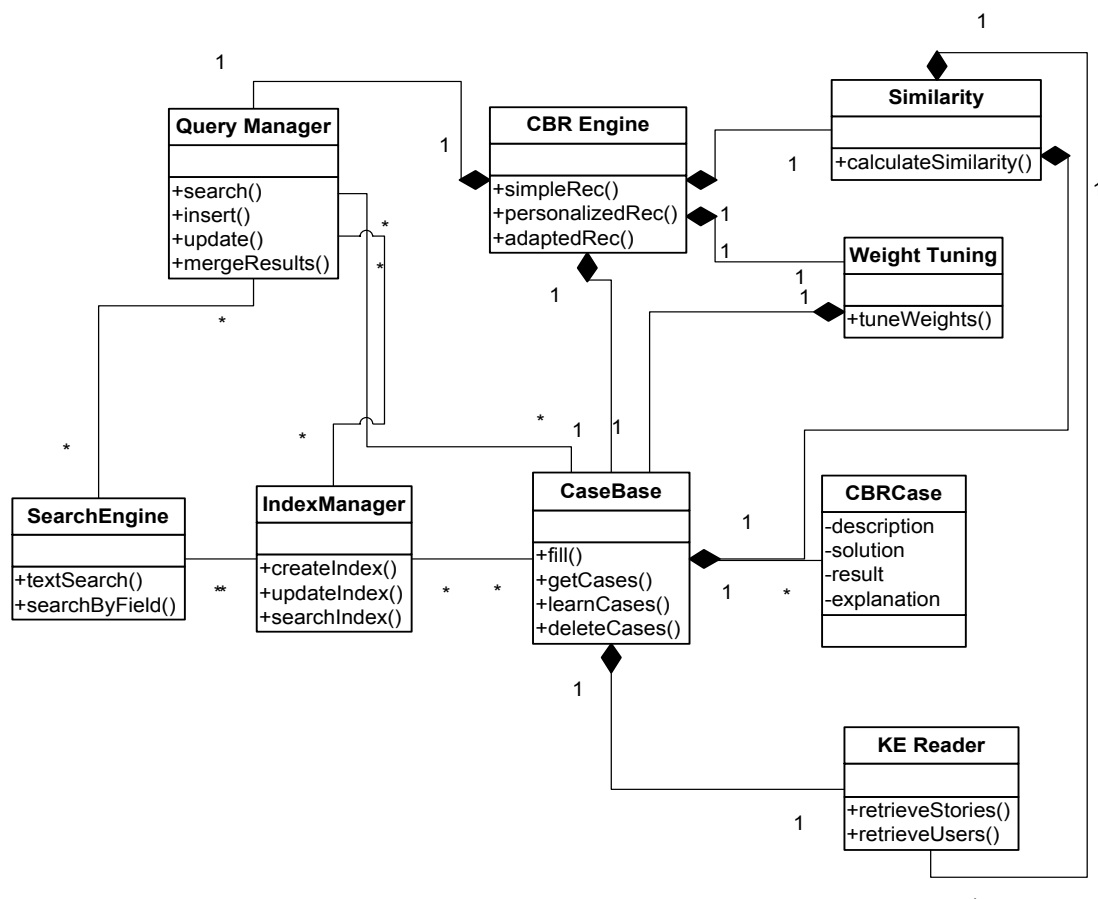 1
1
Query Manager
+search()
+insert()
+update()
+mergeResults()
1
CBR Engine
+simpleRec()
+personalizedRec()
+adaptedRec()
Similarity
+calculateSimilarity()
1
1
1
1
1
Weight Tuning
+tuneWeights()
1
*
*
*
*
*
*
1
1
SearchEngine
+textSearch()
+searchByField()
**
IndexManager
+createIndex()
+updateIndex()
+searchIndex()
*
*
CaseBase
+fill()
+getCases()
+learnCases()
+deleteCases()
1
1
*
CBRCase
-description
-solution
-result
-explanation
1
1
KE Reader
+retrieveStories()
+retrieveUsers()